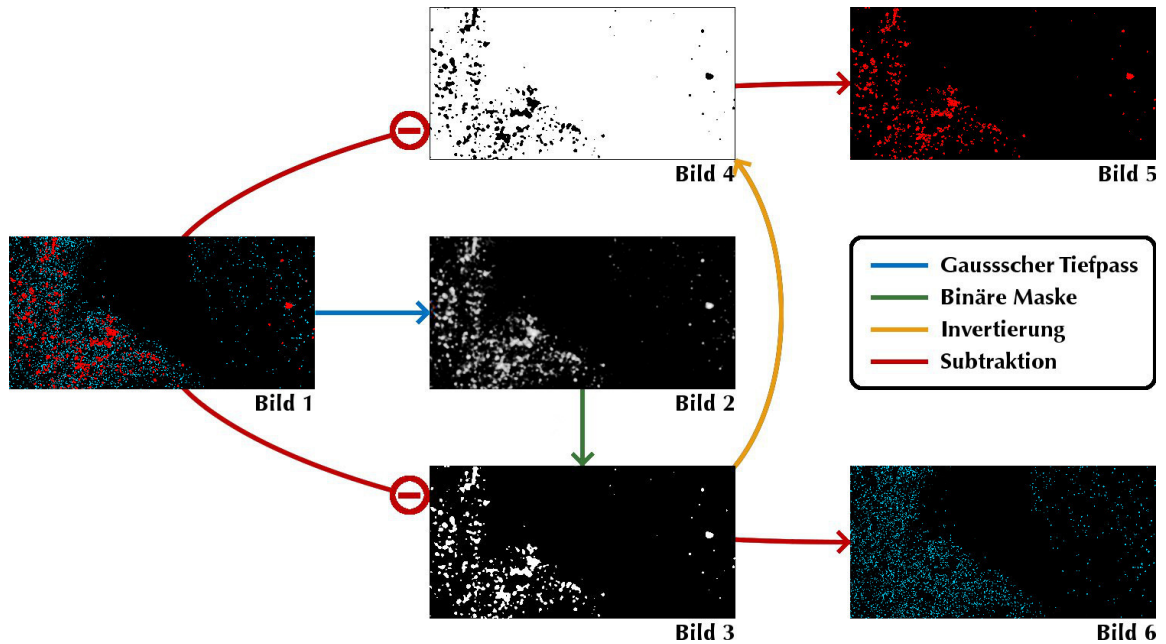 Bild 4
Bild 5
Bild 1
Bild 2
Gaussscher Tiefpass
Binäre Maske
Invertierung
Subtraktion
Bild 3
Bild 6